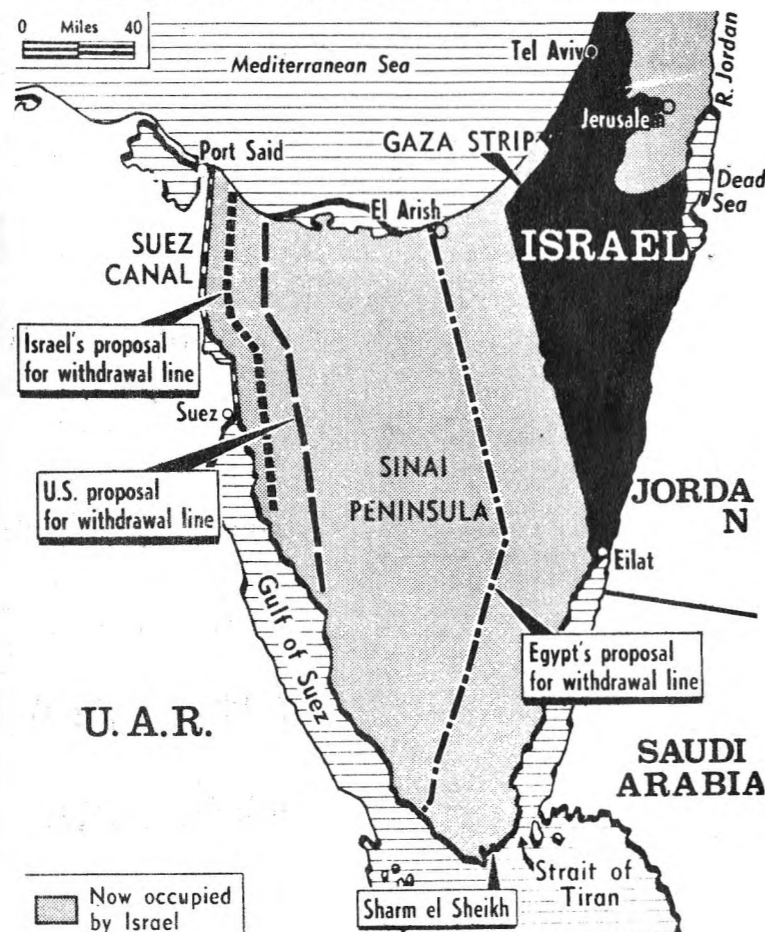 0 Miles 40
Mediterranean Sea
Tel Aviv
R. Jordan
Jerusalem
Port Said
GAZA STRIP
Dead
Sea
El Arish
SUEZ
CANAL
ISRAEL
Israel's proposal
for withdrawal line
Suez
SINAI
PENINSULA
U.S. proposal
for withdrawal line
JORDA
N
Eilat
Gulf of Suez
Egypt's proposal
for withdrawal line
U.A.R.
SAUDI
ARABIA
Strait of
Tiran
Now occupied
by Israel
Sharm el Sheikh